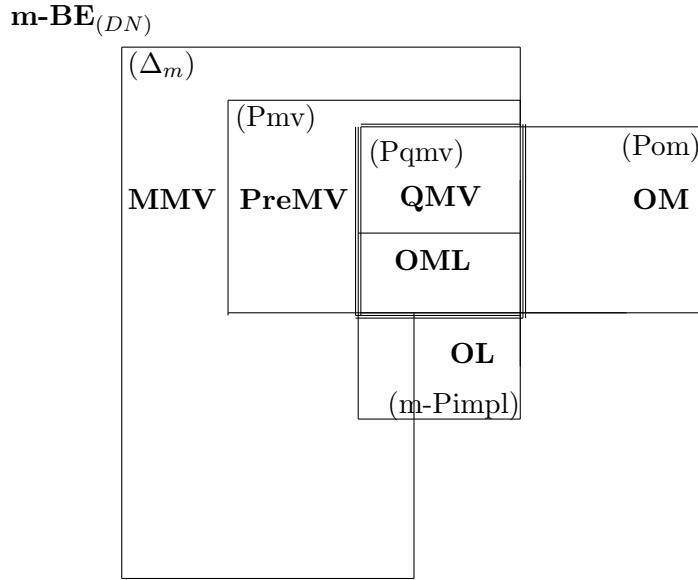 m-BE(DN)
(Δm)
(Pmv)
(Pqmv) (Pom)
MMV PreMV QMV OM
OML
OL
(m-Pimpl)